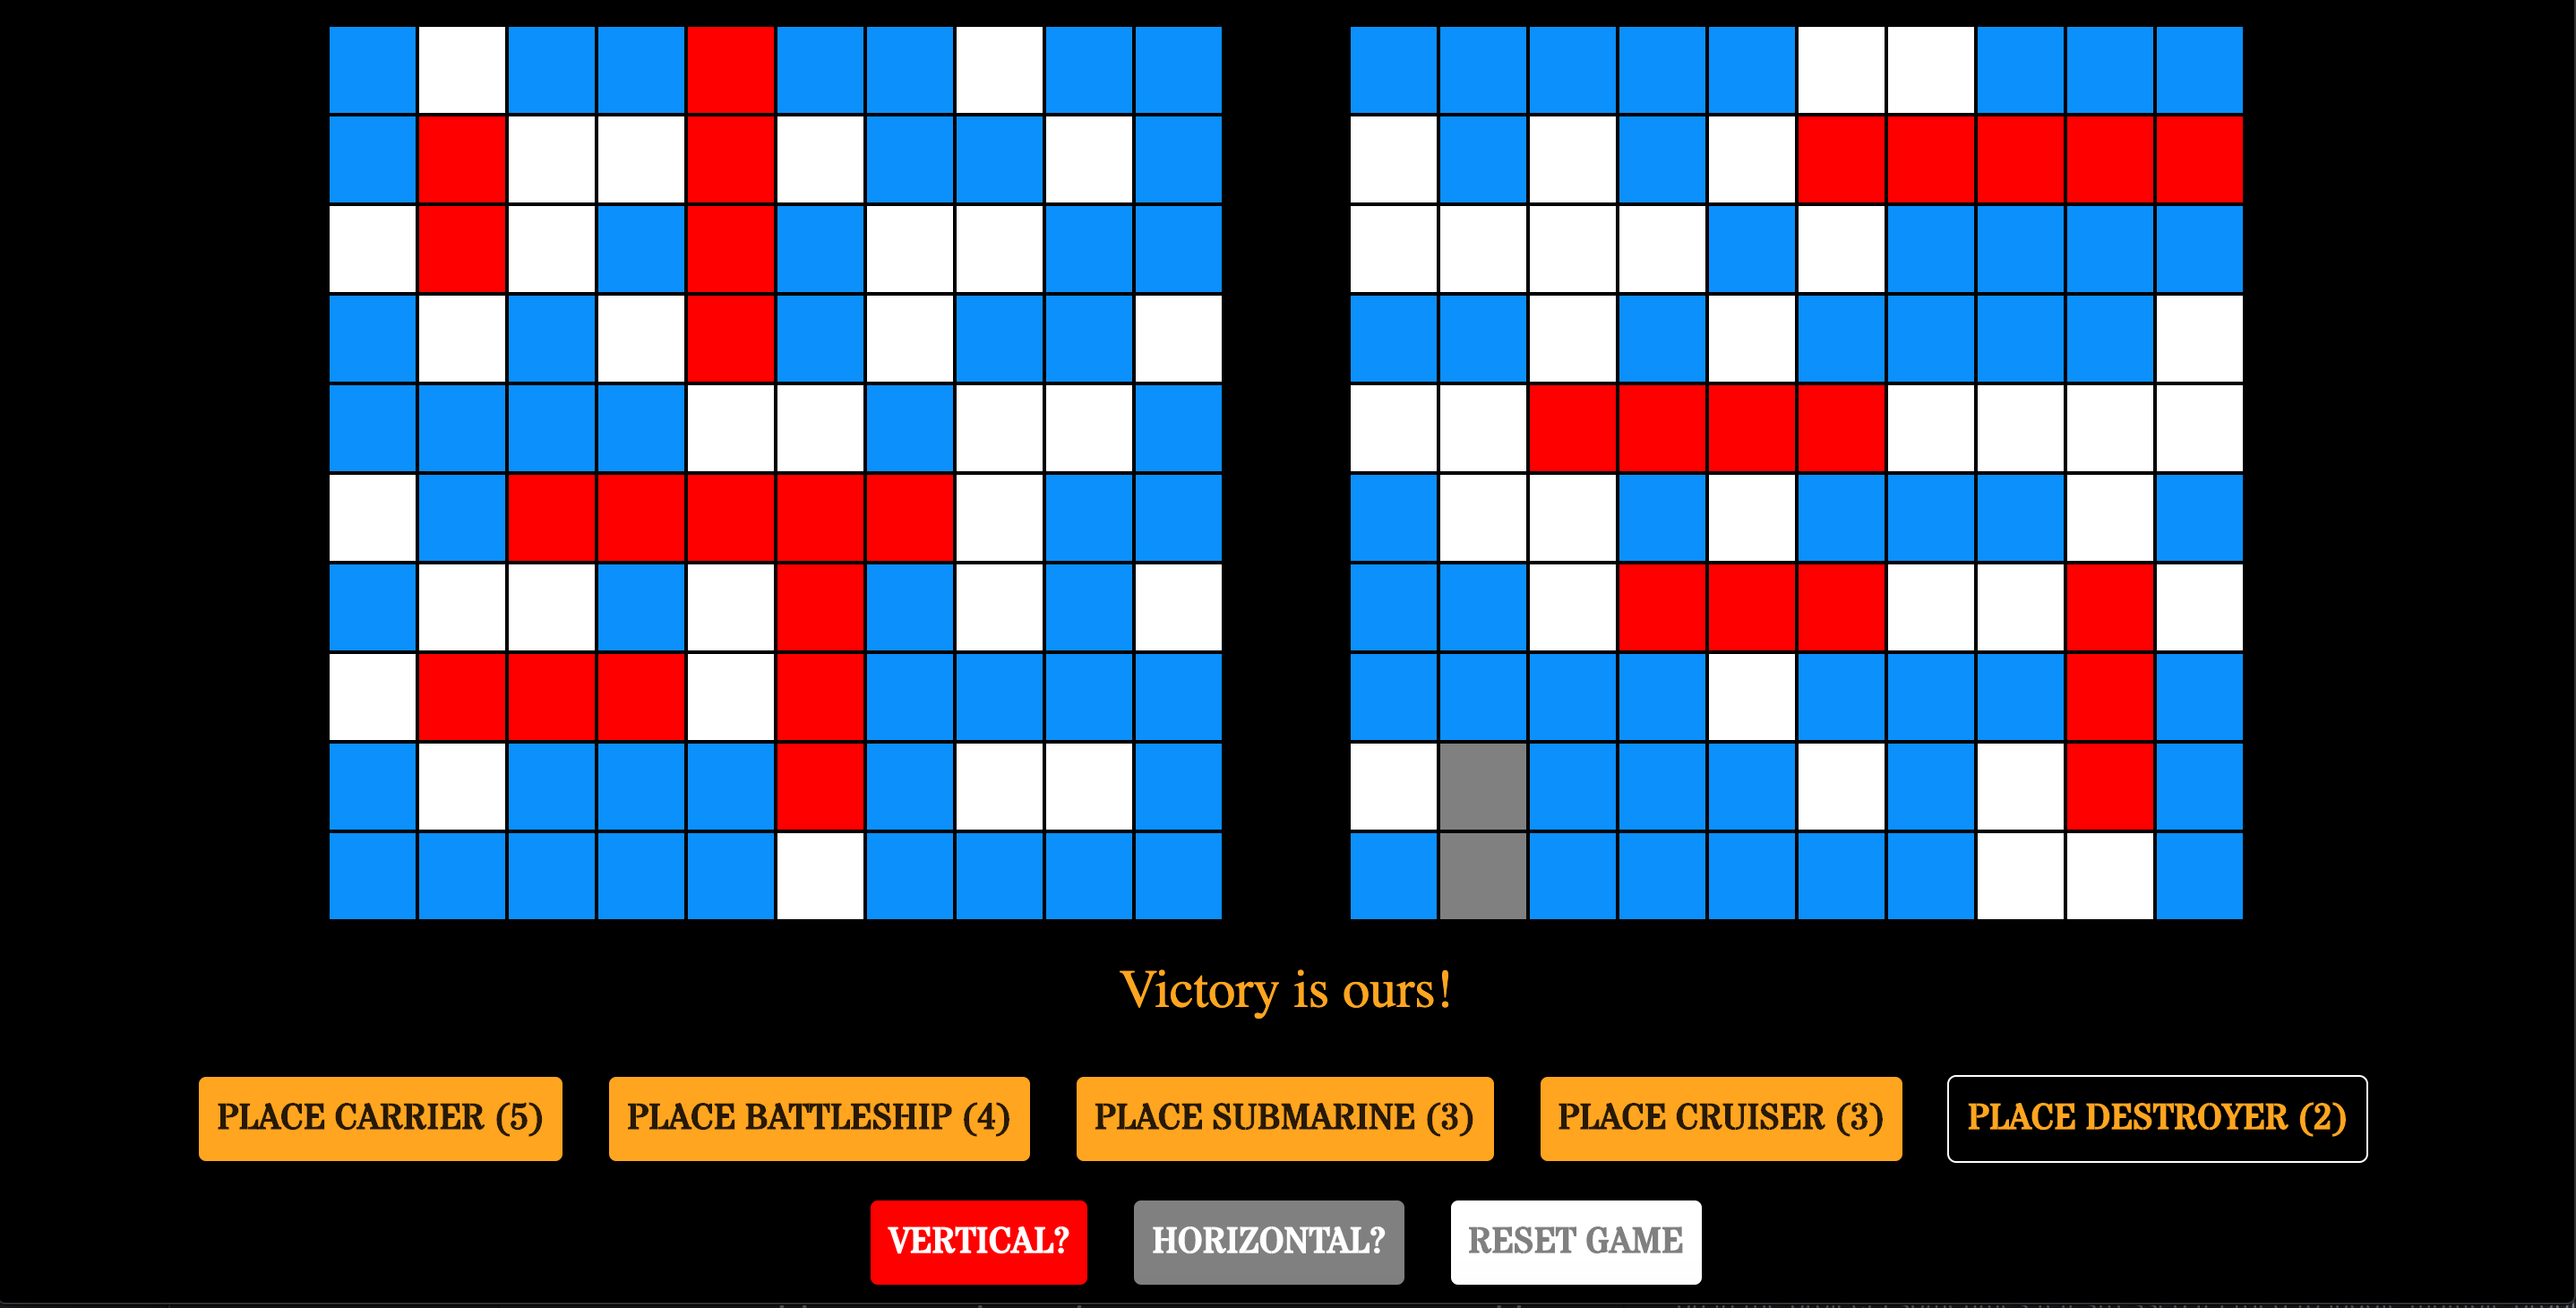 Victory is ours!
PLACE CARRIER (5)
PLACE BATTLESHIP (4)
PLACE SUBMARINE (3)
PLACE CRUISER (3)
PLACE DESTROYER (2)
VERTICAL?
HORIZONTAL?
RESET GAME